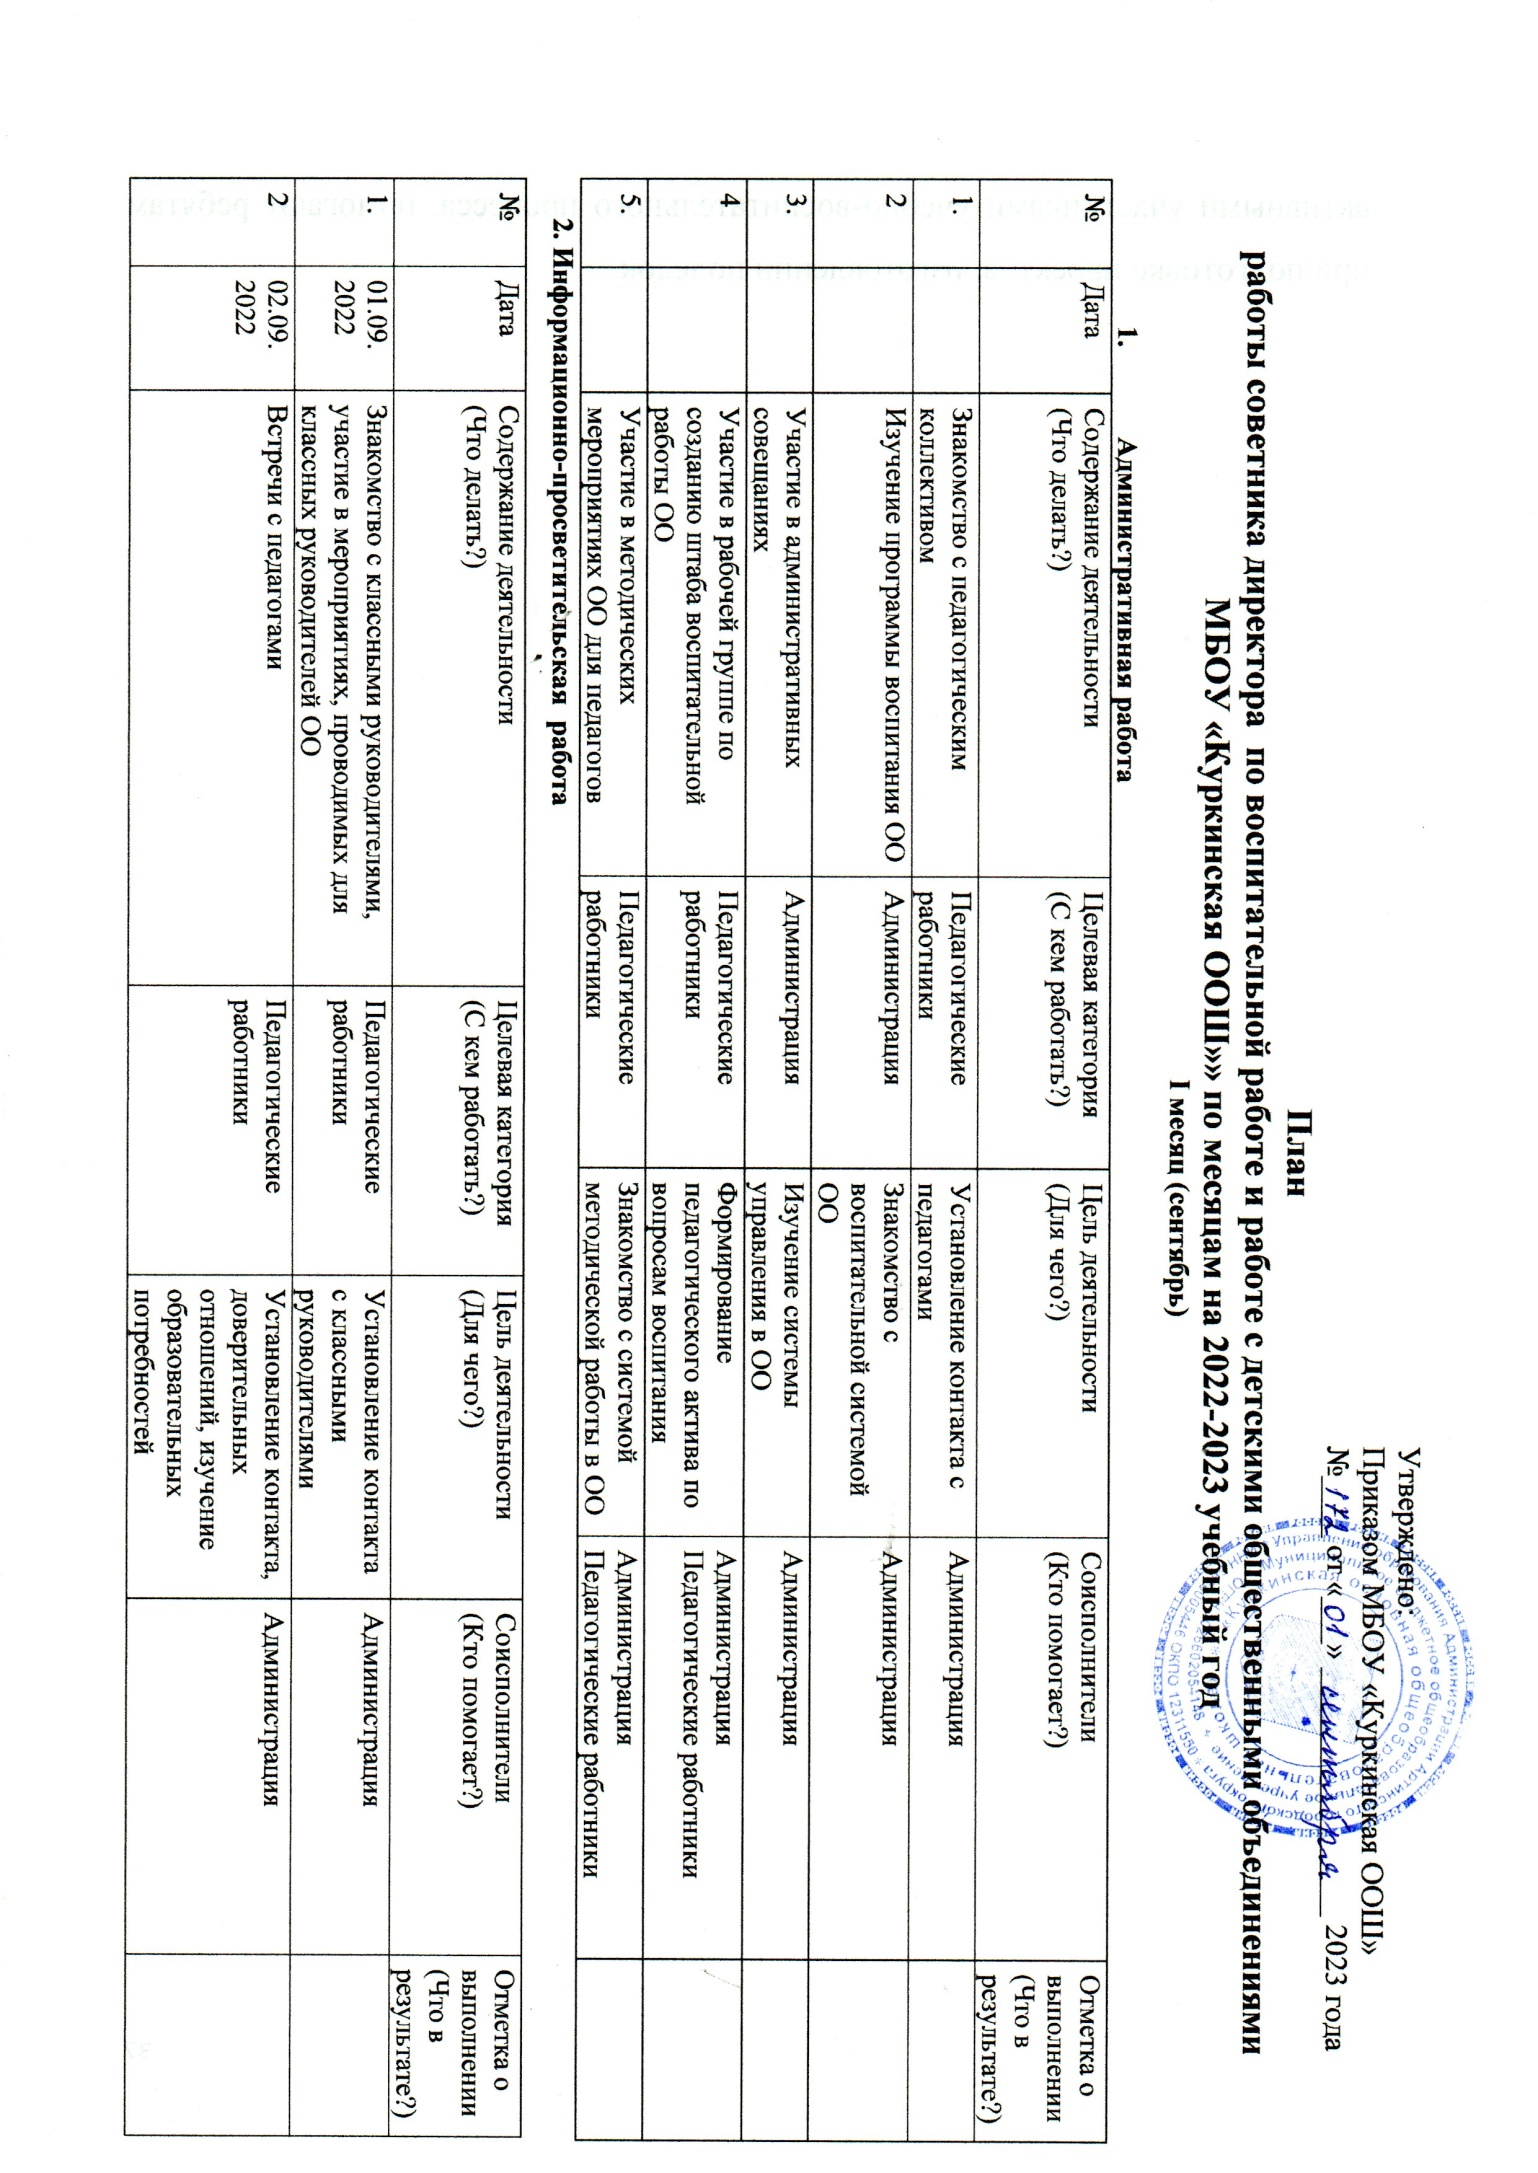 Утверждено:
Приказом МБОУ «Куркинская ООШ»
№ 172 от « 01 » сентября 2023 года
План
работы советника директора по воспитательной работе и работе с детскими общественными объединениями
МБОУ «Куркинская ООШ»» по месяцам на 2022-2023 учебный год
I месяц (сентябрь)
1. Административная работа
№ Дата Содержание деятельности Целевая категория Цель деятельности Соисполнители Отметка о
(Что делать?) (С кем работать?) (Для чего?) (Кто помогает?) выполнении
(Что в
результате?)
1. Знакомство с педагогическим Педагогические Установление контакта с Администрация
коллективом работники педагогами
2 Изучение программы воспитания ОО Администрация Знакомство с Администрация
воспитательной системой
ОО
3. Участие в административных Администрация Изучение системы Администрация
совещаниях управления в ОО
4 Участие в рабочей группе по Педагогические Формирование Администрация
созданию штаба воспитательной работники педагогического актива по Педагогические работники
работы ОО вопросам воспитания
5. Участие в методических Педагогические Знакомство с системой Администрация
мероприятиях ОО для педагогов работники методической работы в ОО Педагогические работники
2. Информационно-просветительская работа
№ Дата Содержание деятельности Целевая категория Цель деятельности Соисполнители Отметка о
(Что делать?) (С кем работать?) (Для чего?) (Кто помогает?) выполнении
(Что в
результате?)
1. 01.09. Знакомство с классными руководителями, Педагогические Установление контакта Администрация
2022 участие в мероприятиях, проводимых для работники с классными
классных руководителей ОО руководителями
2 02.09. Встречи с педагогами Педагогические Установление контакта, Администрация
2022 работники доверительных
отношений, изучение
образовательных
потребностей